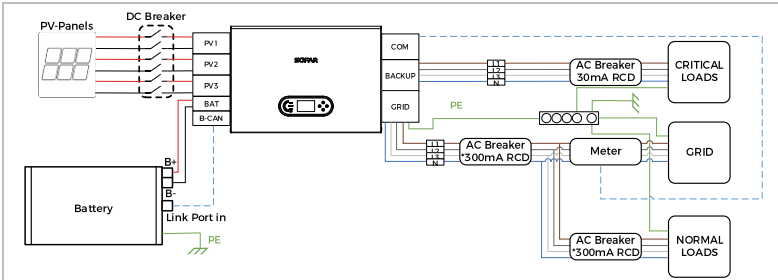 DC Breaker
PV-Panels
PV1
PV2
PV3
BAT
B-CAN
SOFAR
COM
BACKUP
GRID
L1
L2
L3
N
AC Breaker
30mA RCD
CRITICAL
LOADS
PE
L1
L2
L3
N
AC Breaker
*300mA RCD
Meter
GRID
B+
B-
Battery
Link Port in
PE
AC Breaker
*300mA RCD
NORMAL
LOADS